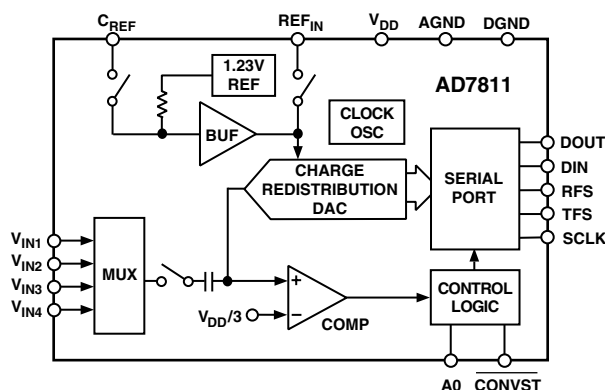 CREF
REFIN
VDD
AGND
DGND
1.23V
REF
AD7811
CLOCK
OSC
BUF
CHARGE
REDISTRIBUTION
DAC
SERIAL
PORT
DOUT
DIN
RFS
TFS
SCLK
VIN1
VIN2
VIN3
VIN4
MUX
+
−
VDD/3
COMP
CONTROL
LOGIC
A0
CONVST